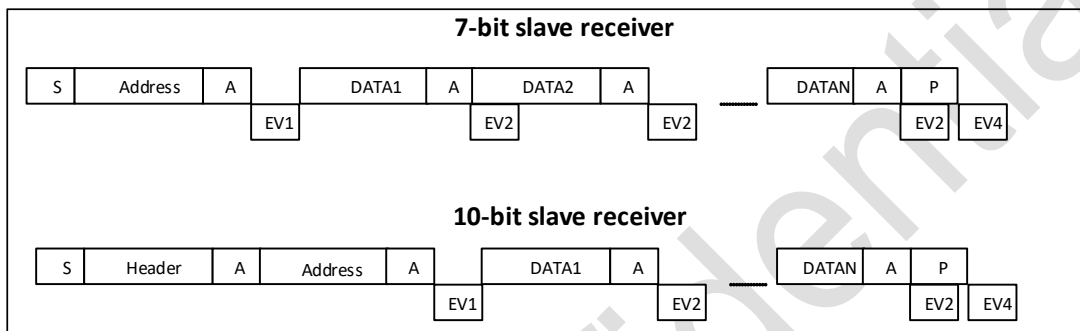 7-bit slave receiver
S Address A DATA1 A DATA2 A DATAN A P
EV1 EV2 EV2 EV2 EV4
10-bit slave receiver
S Header A Address A DATA1 A DATAN A P
EV1 EV2 EV2 EV4